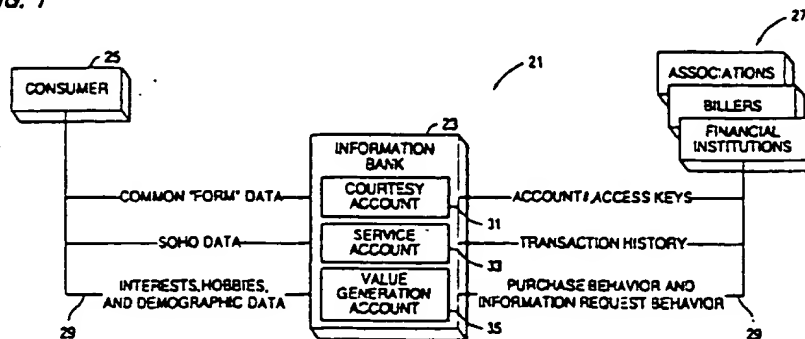 FIG. 1
27
25
CONSUMER
21
ASSOCIATIONS
BILLERS
FINANCIAL
INSTITUTIONS
23
INFORMATION
BANK
COMMON "FORM" DATA
COURTESY
ACCOUNT
ACCOUNT#, ACCESS KEYS
31
SOHO DATA
SERVICE
ACCOUNT
TRANSACTION HISTORY
33
INTERESTS, HOBBIES,
AND DEMOGRAPHIC DATA
VALUE
GENERATION
ACCOUNT
PURCHASE BEHAVIOR AND
INFORMATION REQUEST BEHAVIOR
29
35
29